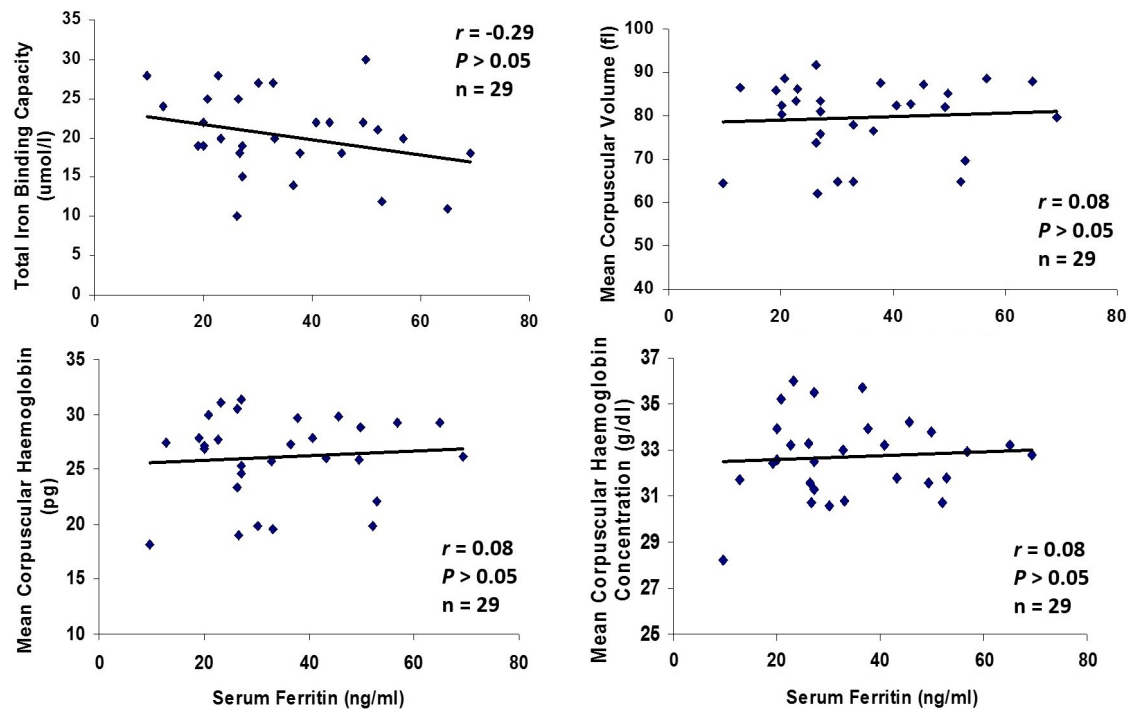 Total Iron Binding Capacity
(umol/l)
35
30
25
20
15
10
5
0
0 20 40 60 80
r = -0.29
P > 0.05
n = 29
Mean Corpuscular Volume (fl)
100
90
80
70
60
50
40
0 20 40 60 80
r = 0.08
P > 0.05
n = 29
Mean Corpuscular Haemoglobin
(pg)
35
30
25
20
15
10
0 20 40 60 80
Serum Ferritin (ng/ml)
r = 0.08
P > 0.05
n = 29
Mean Corpuscular Haemoglobin
Concentration (g/dl)
37
35
33
31
29
27
25
0 20 40 60 80
Serum Ferritin (ng/ml)
r = 0.08
P > 0.05
n = 29